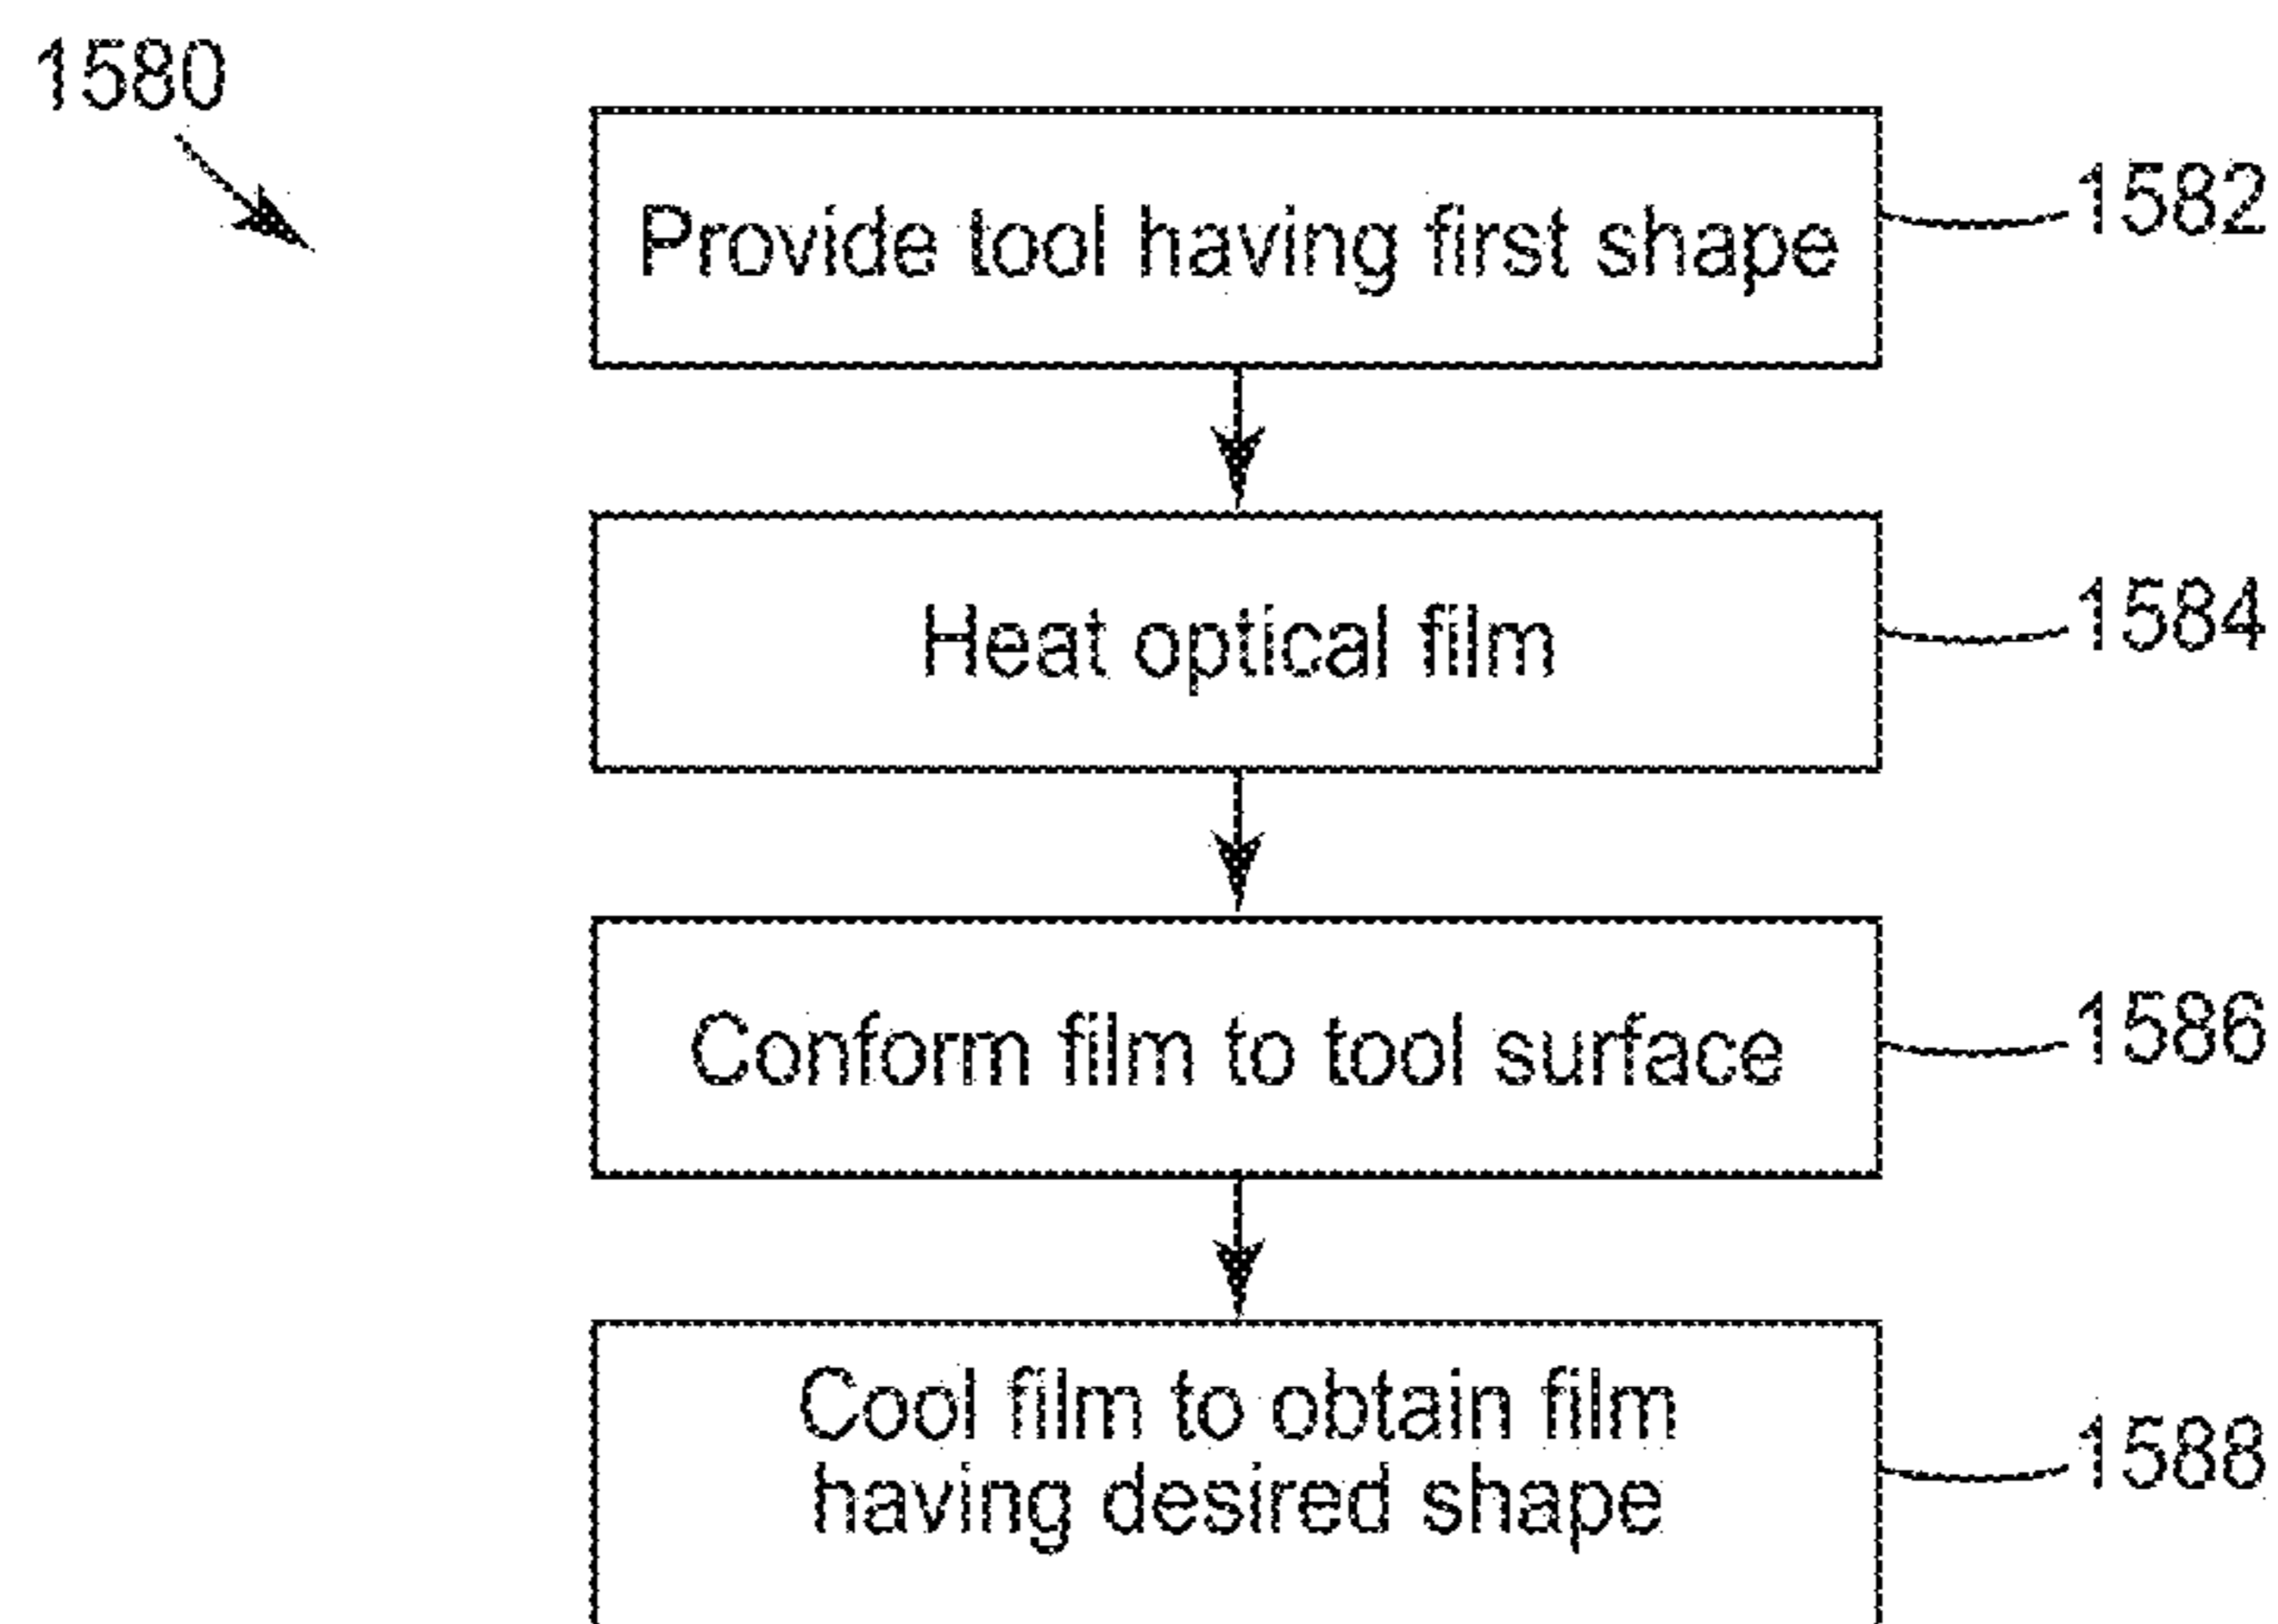 1580
Provide tool having first shape
1582
Heat optical film
1584
Conform film to tool surface
1586
Cool film to obtain film
having desired shape
1588